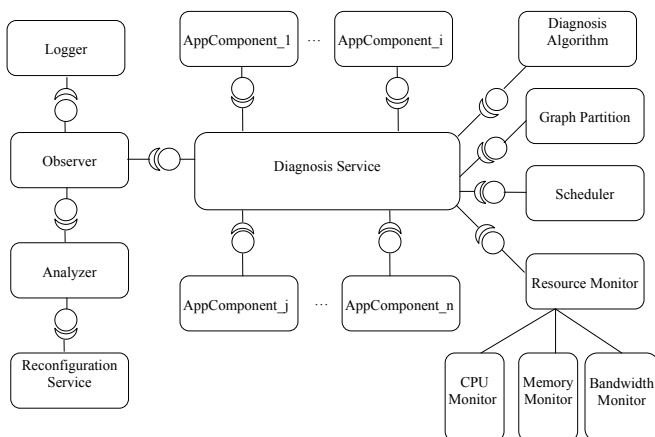 AppComponent_1 ... AppComponent_i
Diagnosis
Algorithm
Logger
Graph Partition
Observer
Diagnosis Service
Scheduler
Analyzer
AppComponent_j ... AppComponent_n
Resource Monitor
Reconfiguration
Service
CPU
Monitor
Memory
Monitor
Bandwidth
Monitor